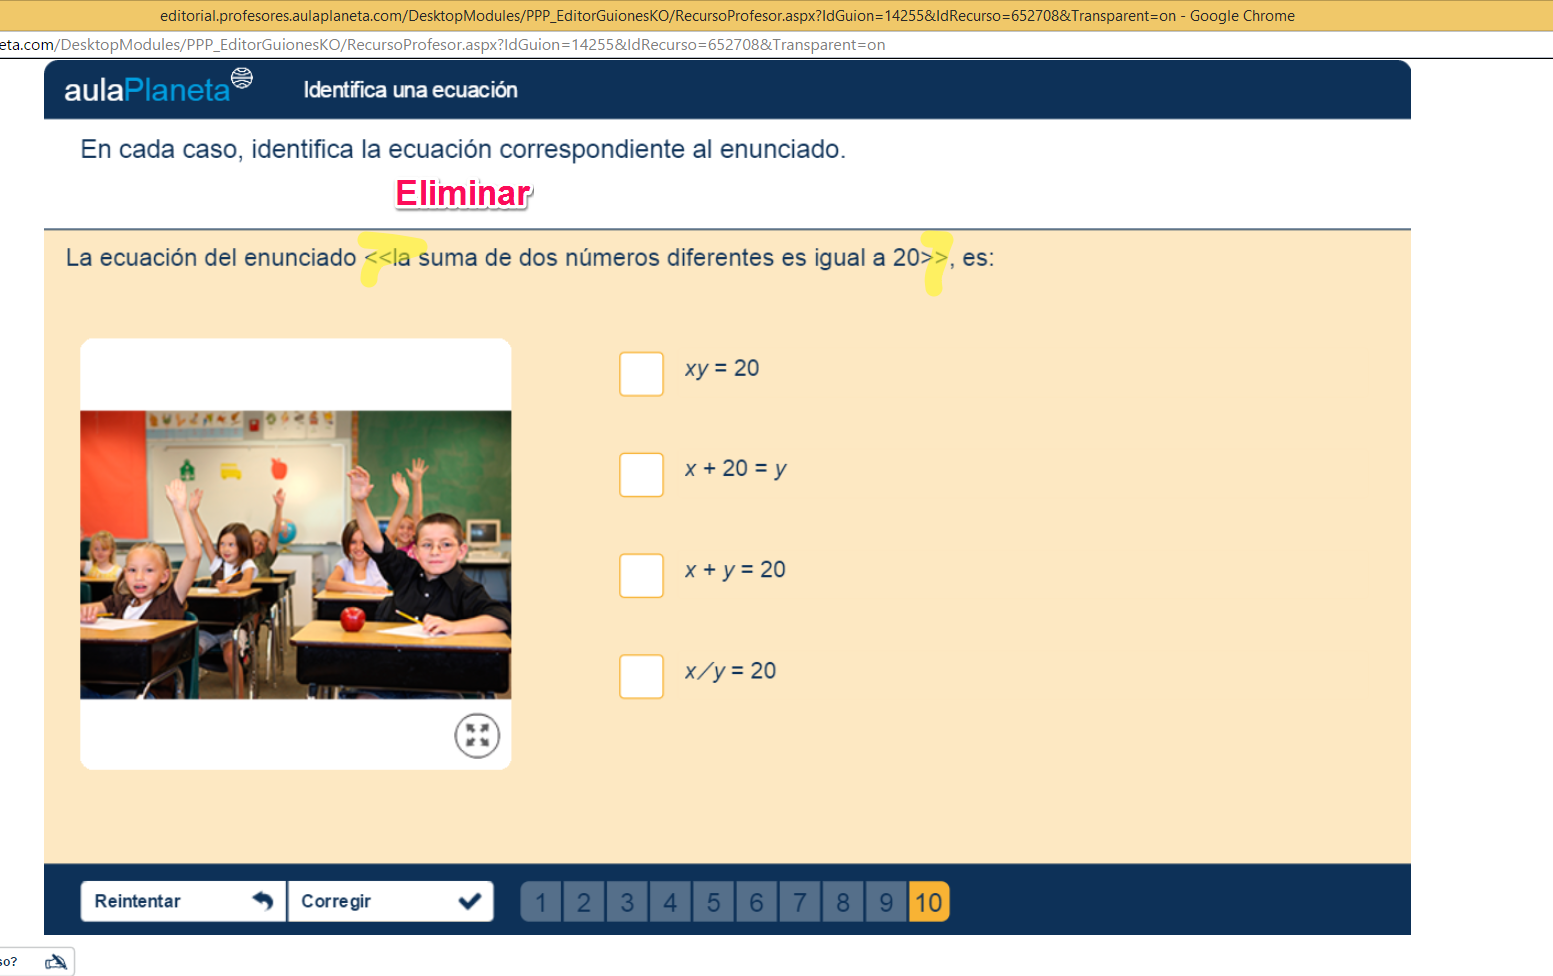 editorial.profesores.aulaplaneta.com/DesktopModules/PPP_EditorGuionesKO/RecursoProfesor.aspx?IdGuion=14255&IdRecurso=652708&Transparent=on - Google Chrome
eta.com/DesktopModules/PPP_EditorGuionesKO/RecursoProfesor.aspx?IdGuion=14255&IdRecurso=652708&Transparent=on
aulaPlaneta Identifica una ecuación
En cada caso, identifica la ecuación correspondiente al enunciado.
Eliminar
La ecuación del enunciado <<la suma de dos números diferentes es igual a 20>>, es:
xy = 20
x + 20 = y
x + y = 20
x/y = 20
Reintentar Corregir 1 2 3 4 5 6 7 8 9 10
so?